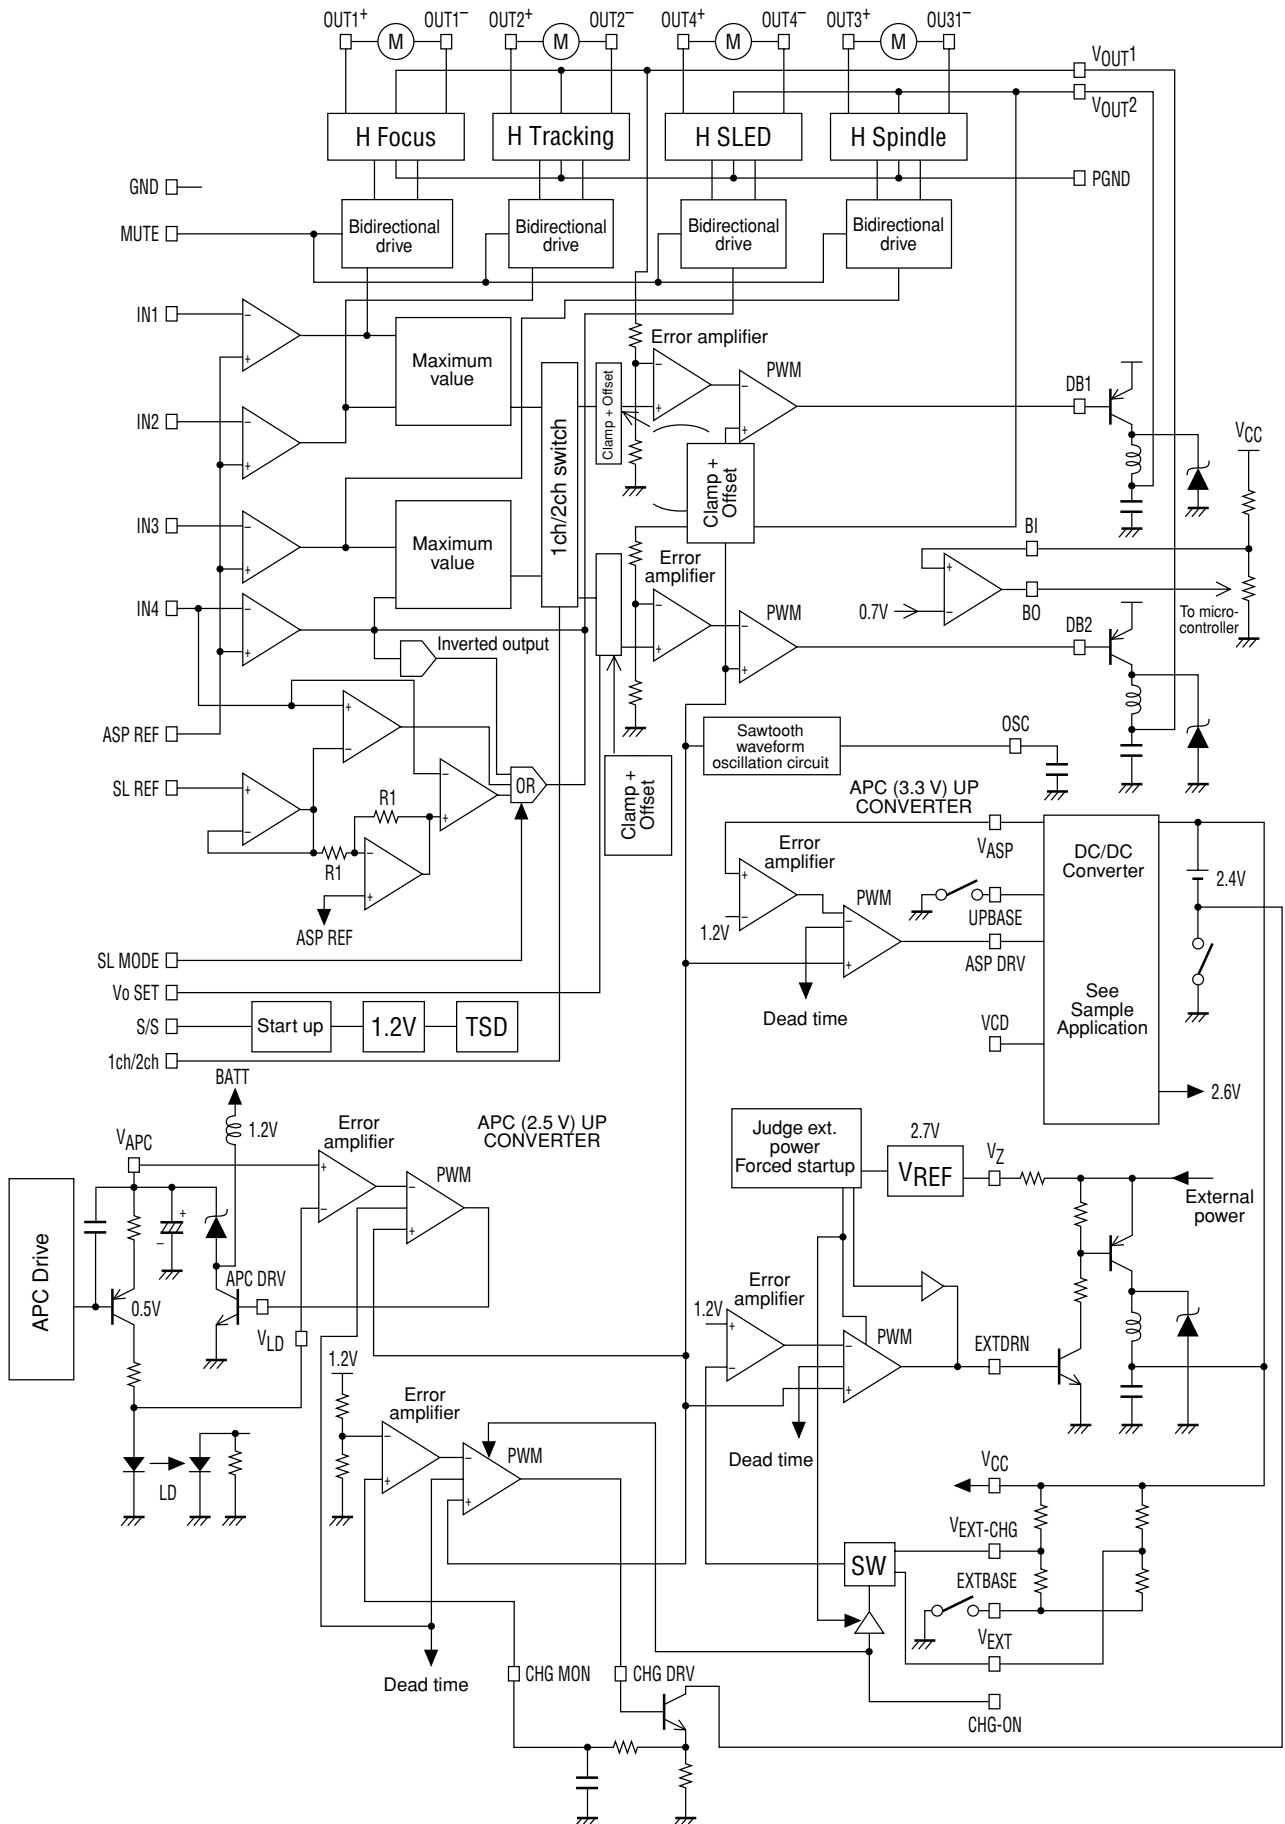 OUT1+ OUT1− OUT2+ OUT2− OUT4+ OUT4− OUT3+ OU31−
M M M M
VOUT1
VOUT2
H Focus H Tracking H SLED H Spindle
GND
PGND
MUTE
Bidirectional drive
Bidirectional drive
Bidirectional drive
Bidirectional drive
IN1
−
+
Maximum value
Error amplifier
PWM
Clamp + Offset
DB1
IN2
−
+
1ch/2ch switch
Clamp + Offset
VCC
IN3
−
+
Maximum value
Error amplifier
BI
IN4
−
+
PWM
0.7V
BO
To micro-
controller
Inverted output
DB2
ASP REF
SL REF
OR
R1
R1
ASP REF
Clamp + Offset
Sawtooth
waveform
oscillation circuit
OSC
APC (3.3 V) UP
CONVERTER
Error
amplifier
VASP
DC/DC
Converter
2.4V
1.2V
PWM
UPBASE
ASP DRV
SL MODE
Vo SET
S/S
Start up 1.2V TSD
Dead time
See
Sample
Application
VCD
1ch/2ch
2.6V
BATT
1.2V
VAPC
Error
amplifier
APC (2.5 V) UP
CONVERTER
PWM
Judge ext.
power
Forced startup
2.7V
VREF
VZ
External
power
APC Drive
0.5V
APC DRV
VLD
Error
amplifier
1.2V
PWM
EXTDRN
1.2V
Error
amplifier
PWM
Dead time
LD
VCC
VEXT-CHG
SW
EXTBASE
VEXT
Dead time
CHG MON
CHG DRV
CHG-ON